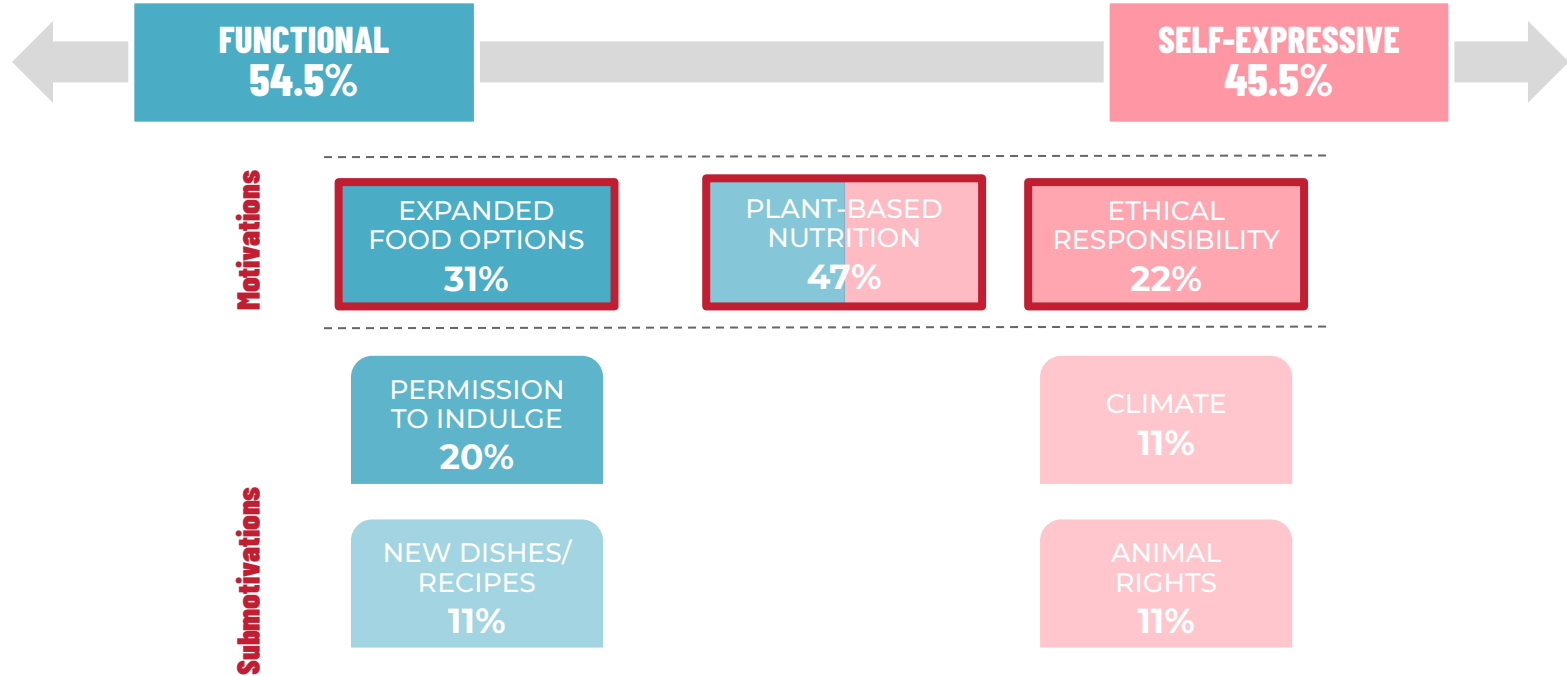 FUNCTIONAL
54.5%
SELF-EXPRESSIVE
45.5%
Motivations
EXPANDED
FOOD OPTIONS
31%
PLANT-BASED
NUTRITION
47%
ETHICAL
RESPONSIBILITY
22%
Submotivations
PERMISSION
TO INDULGE
20%
CLIMATE
11%
NEW DISHES/
RECIPES
11%
ANIMAL
RIGHTS
11%